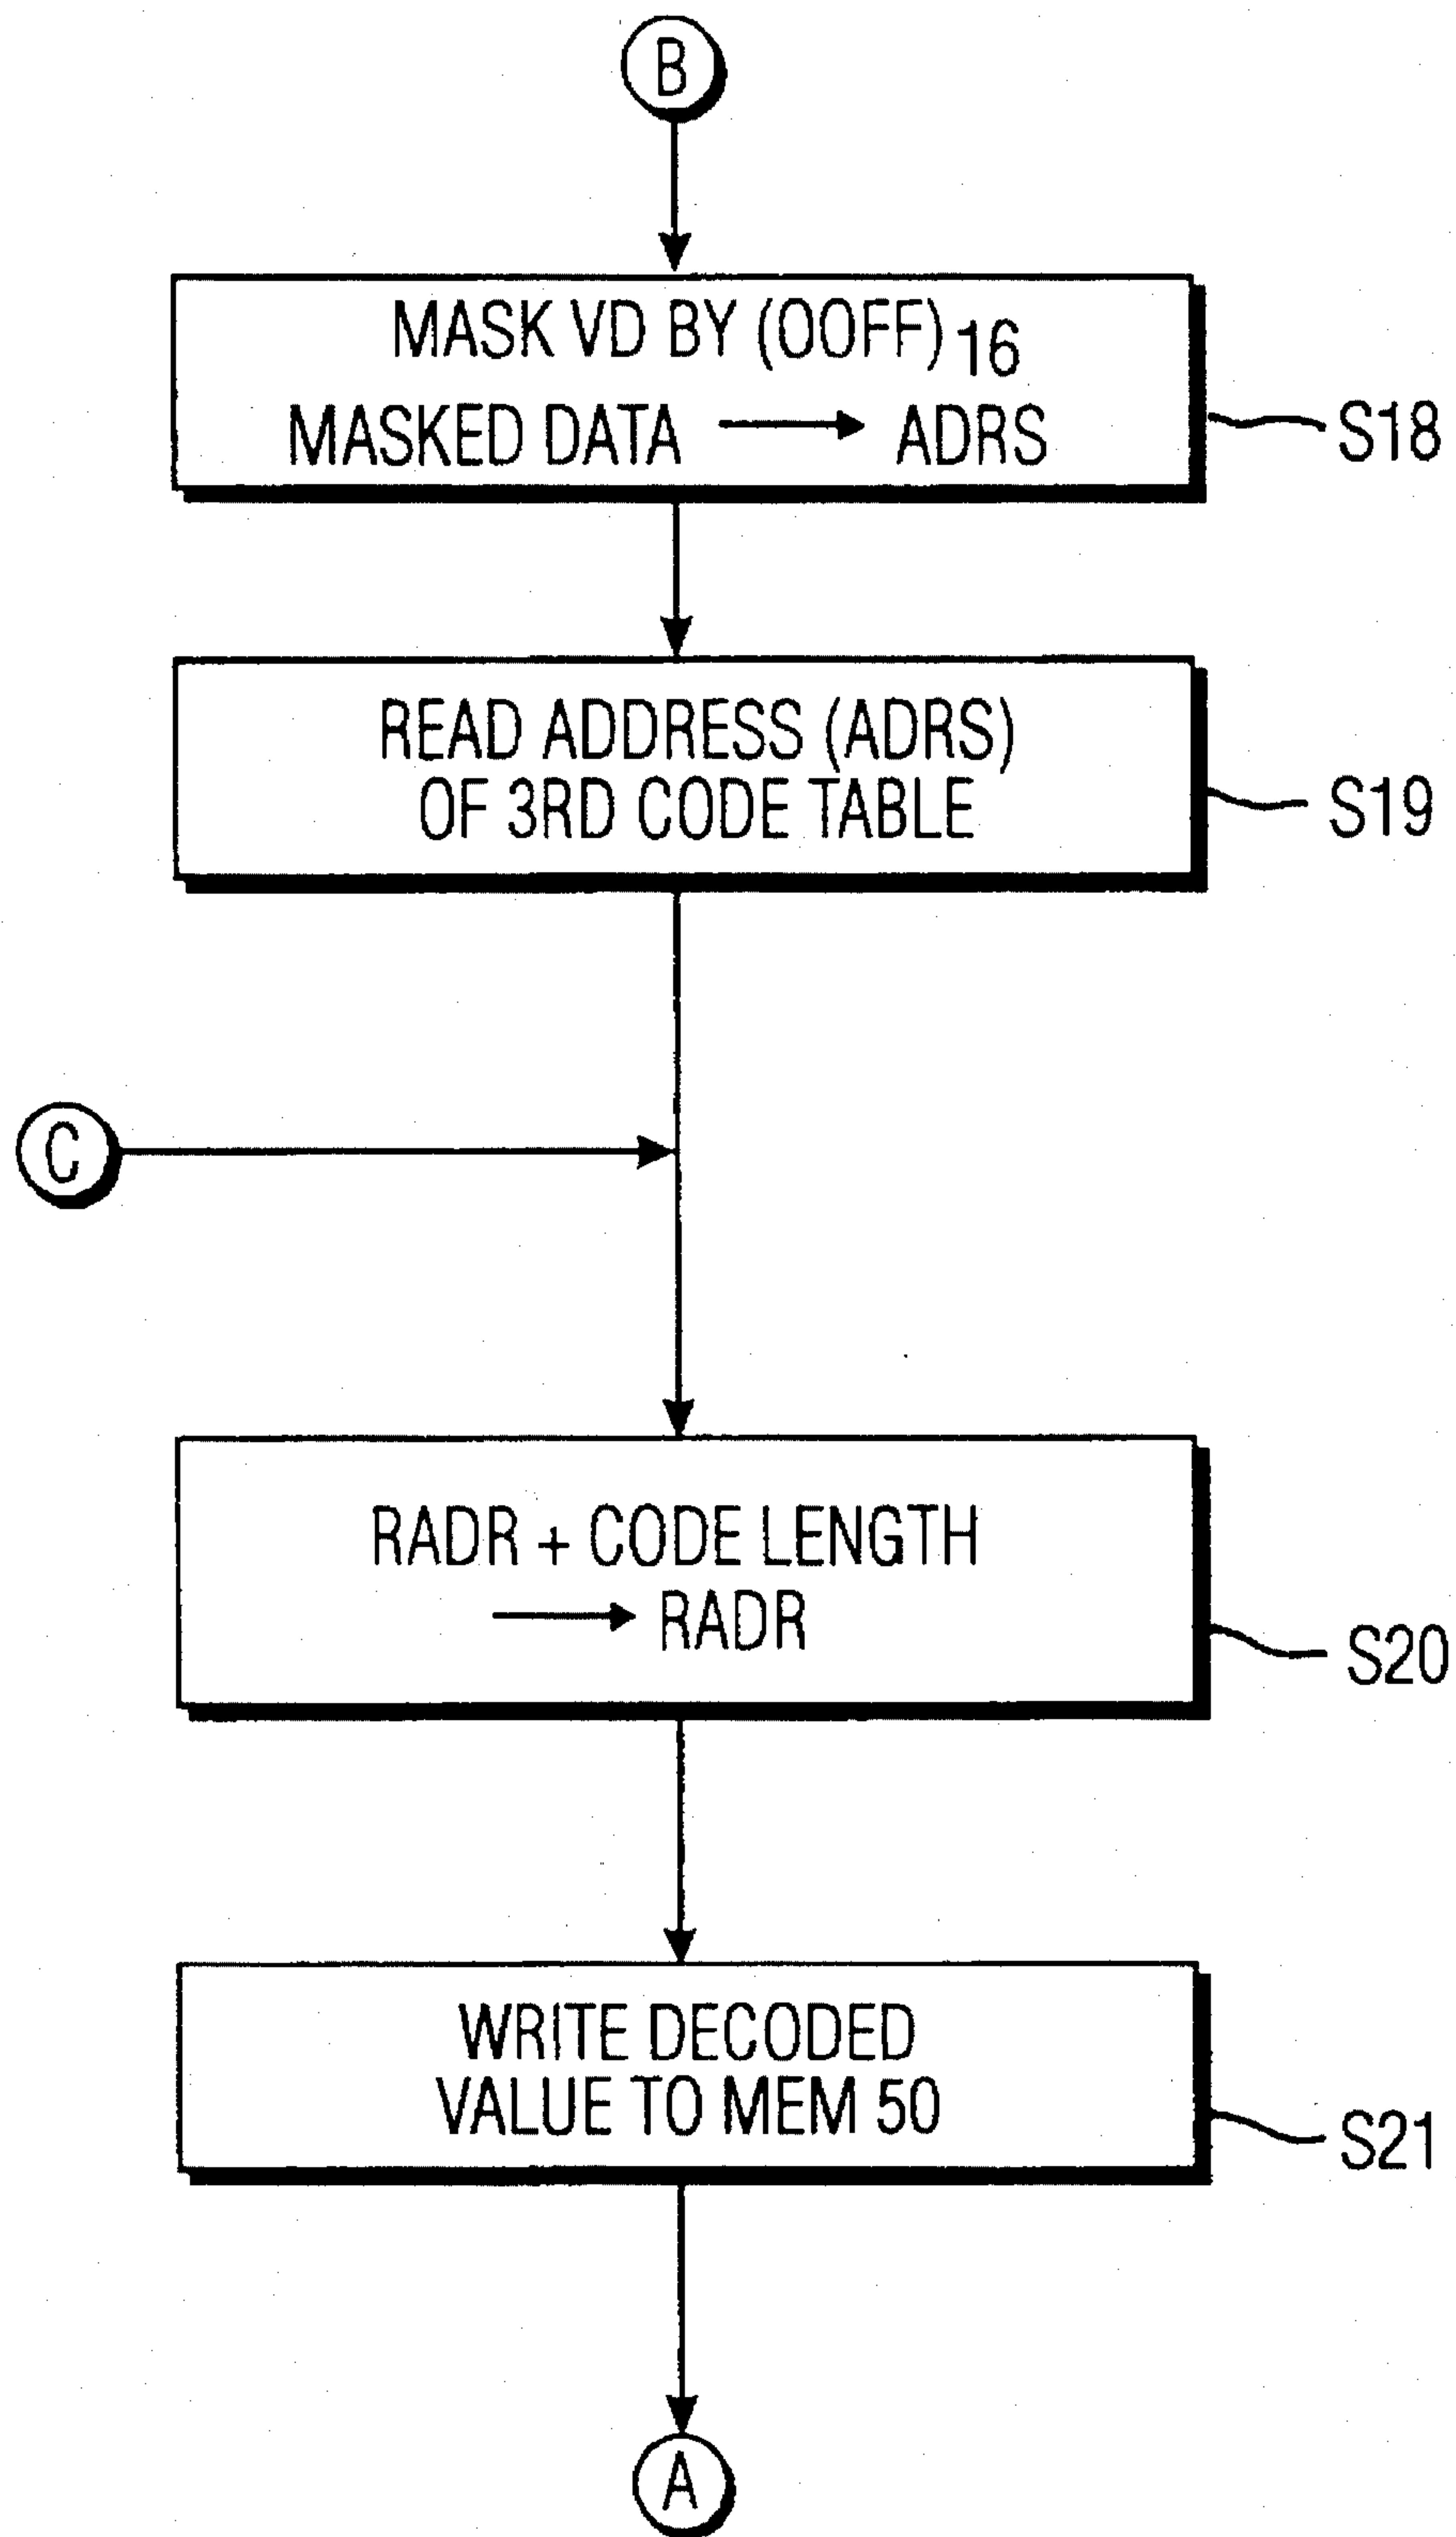 B
MASK VD BY (00FF)16
MASKED DATA → ADRS
S18
READ ADDRESS (ADRS)
OF 3RD CODE TABLE
S19
C
RADR + CODE LENGTH
→ RADR
S20
WRITE DECODED
VALUE TO MEM 50
S21
A